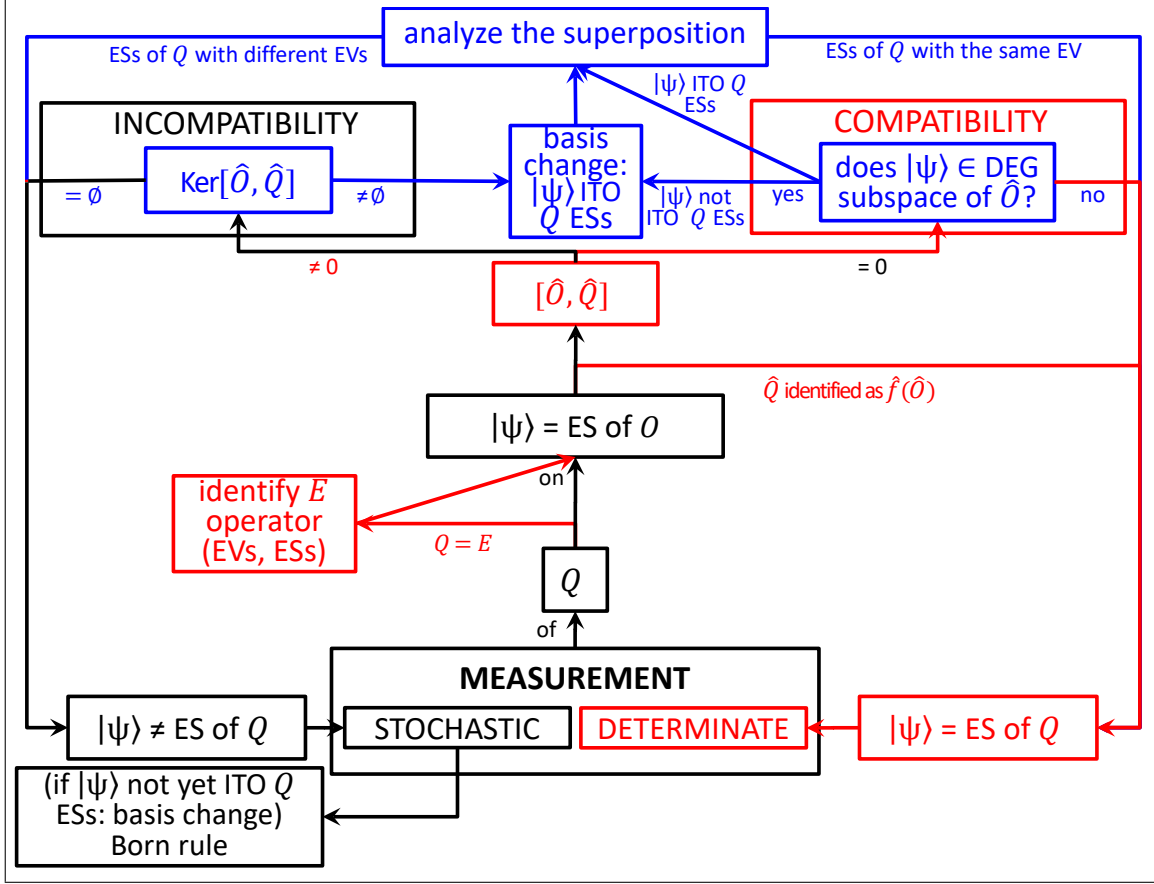 analyze the superposition
ESs of Q with different EVs
ESs of Q with the same EV
|ψ⟩ ITO Q
ESs
INCOMPATIBILITY
COMPATIBILITY
Ker[Ô, Q̂]
= ∅
≠∅
basis
change:
|ψ⟩ ITO
Q ESs
|ψ⟩ not
ITO Q ESs
yes
does |ψ⟩ ∈ DEG
subspace of Ô?
no
≠ 0
= 0
[Ô, Q̂]
Q̂ identified as f̂(Ô)
|ψ⟩ = ES of O
on
identify E
operator
(EVs, ESs)
Q = E
Q
of
MEASUREMENT
STOCHASTIC
DETERMINATE
|ψ⟩ ≠ ES of Q
|ψ⟩ = ES of Q
(if |ψ⟩ not yet ITO Q
ESs: basis change)
Born rule